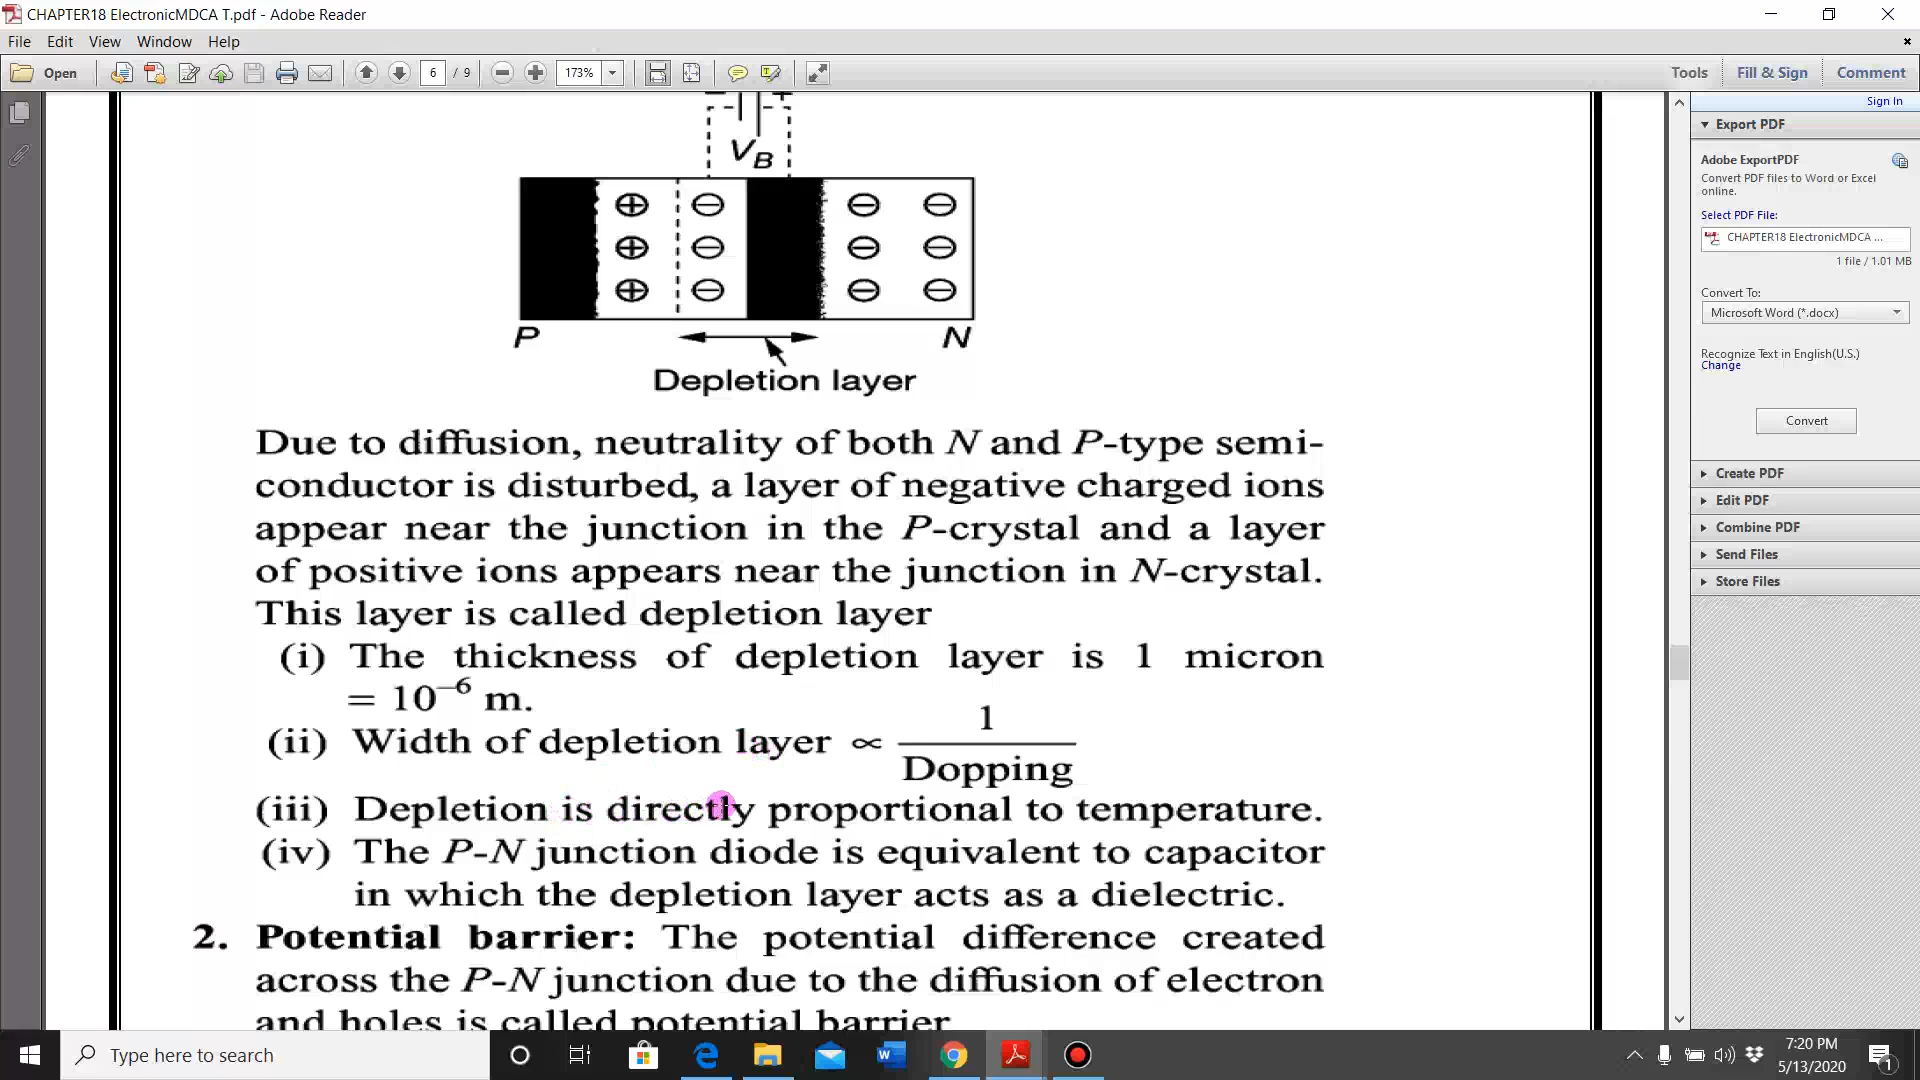 CHAPTER18 ElectronicMDCA T.pdf - Adobe Reader
File Edit View Window Help
Open 6 / 9 173% Tools Fill & Sign Comment
Sign In
Export PDF
Adobe ExportPDF
Convert PDF files to Word or Excel
online.
Select PDF File:
CHAPTER18 ElectronicMDCA ...
1 file / 1.01 MB
Convert To:
Microsoft Word (*.docx)
Recognize Text in English(U.S.)
Change
Convert
Create PDF
Edit PDF
Combine PDF
Send Files
Store Files
− +
VB
P N
Depletion layer
Due to diffusion, neutrality of both N and P-type semi-
conductor is disturbed, a layer of negative charged ions
appear near the junction in the P-crystal and a layer
of positive ions appears near the junction in N-crystal.
This layer is called depletion layer
(i) The thickness of depletion layer is 1 micron
= 10⁻⁶ m.
(ii) Width of depletion layer ∝ 1
Dopping
(iii) Depletion is directly proportional to temperature.
(iv) The P-N junction diode is equivalent to capacitor
in which the depletion layer acts as a dielectric.
2. Potential barrier: The potential difference created
across the P-N junction due to the diffusion of electron
and holes is called potential barrier
Type here to search
7:20 PM
5/13/2020
1